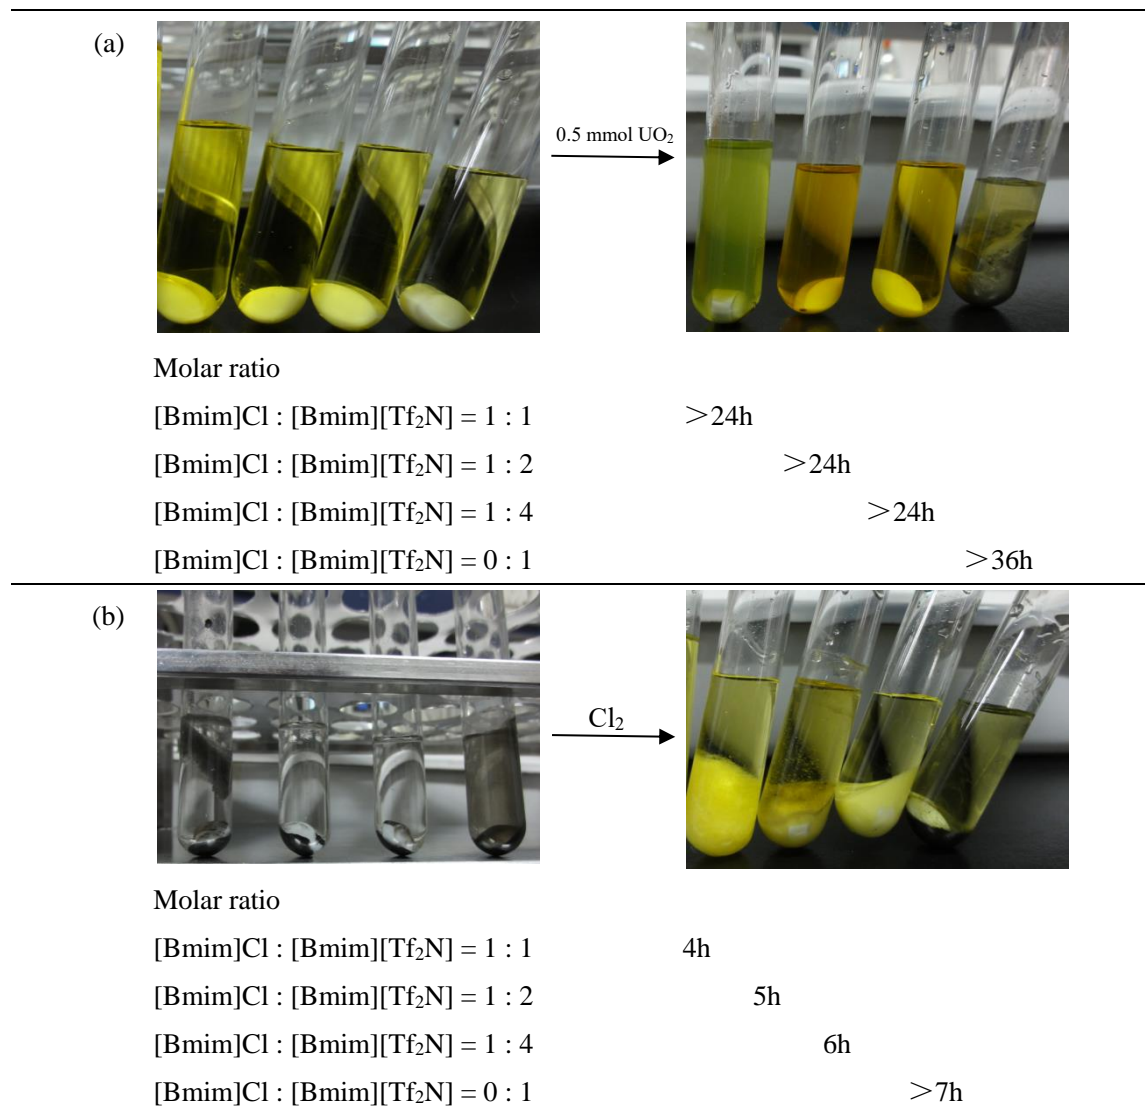 (a)
0.5 mmol UO₂
Molar ratio
[Bmim]Cl : [Bmim][Tf₂N] = 1 : 1 ＞24h
[Bmim]Cl : [Bmim][Tf₂N] = 1 : 2 ＞24h
[Bmim]Cl : [Bmim][Tf₂N] = 1 : 4 ＞24h
[Bmim]Cl : [Bmim][Tf₂N] = 0 : 1 ＞36h
(b)
Cl₂
Molar ratio
[Bmim]Cl : [Bmim][Tf₂N] = 1 : 1 4h
[Bmim]Cl : [Bmim][Tf₂N] = 1 : 2 5h
[Bmim]Cl : [Bmim][Tf₂N] = 1 : 4 6h
[Bmim]Cl : [Bmim][Tf₂N] = 0 : 1 ＞7h